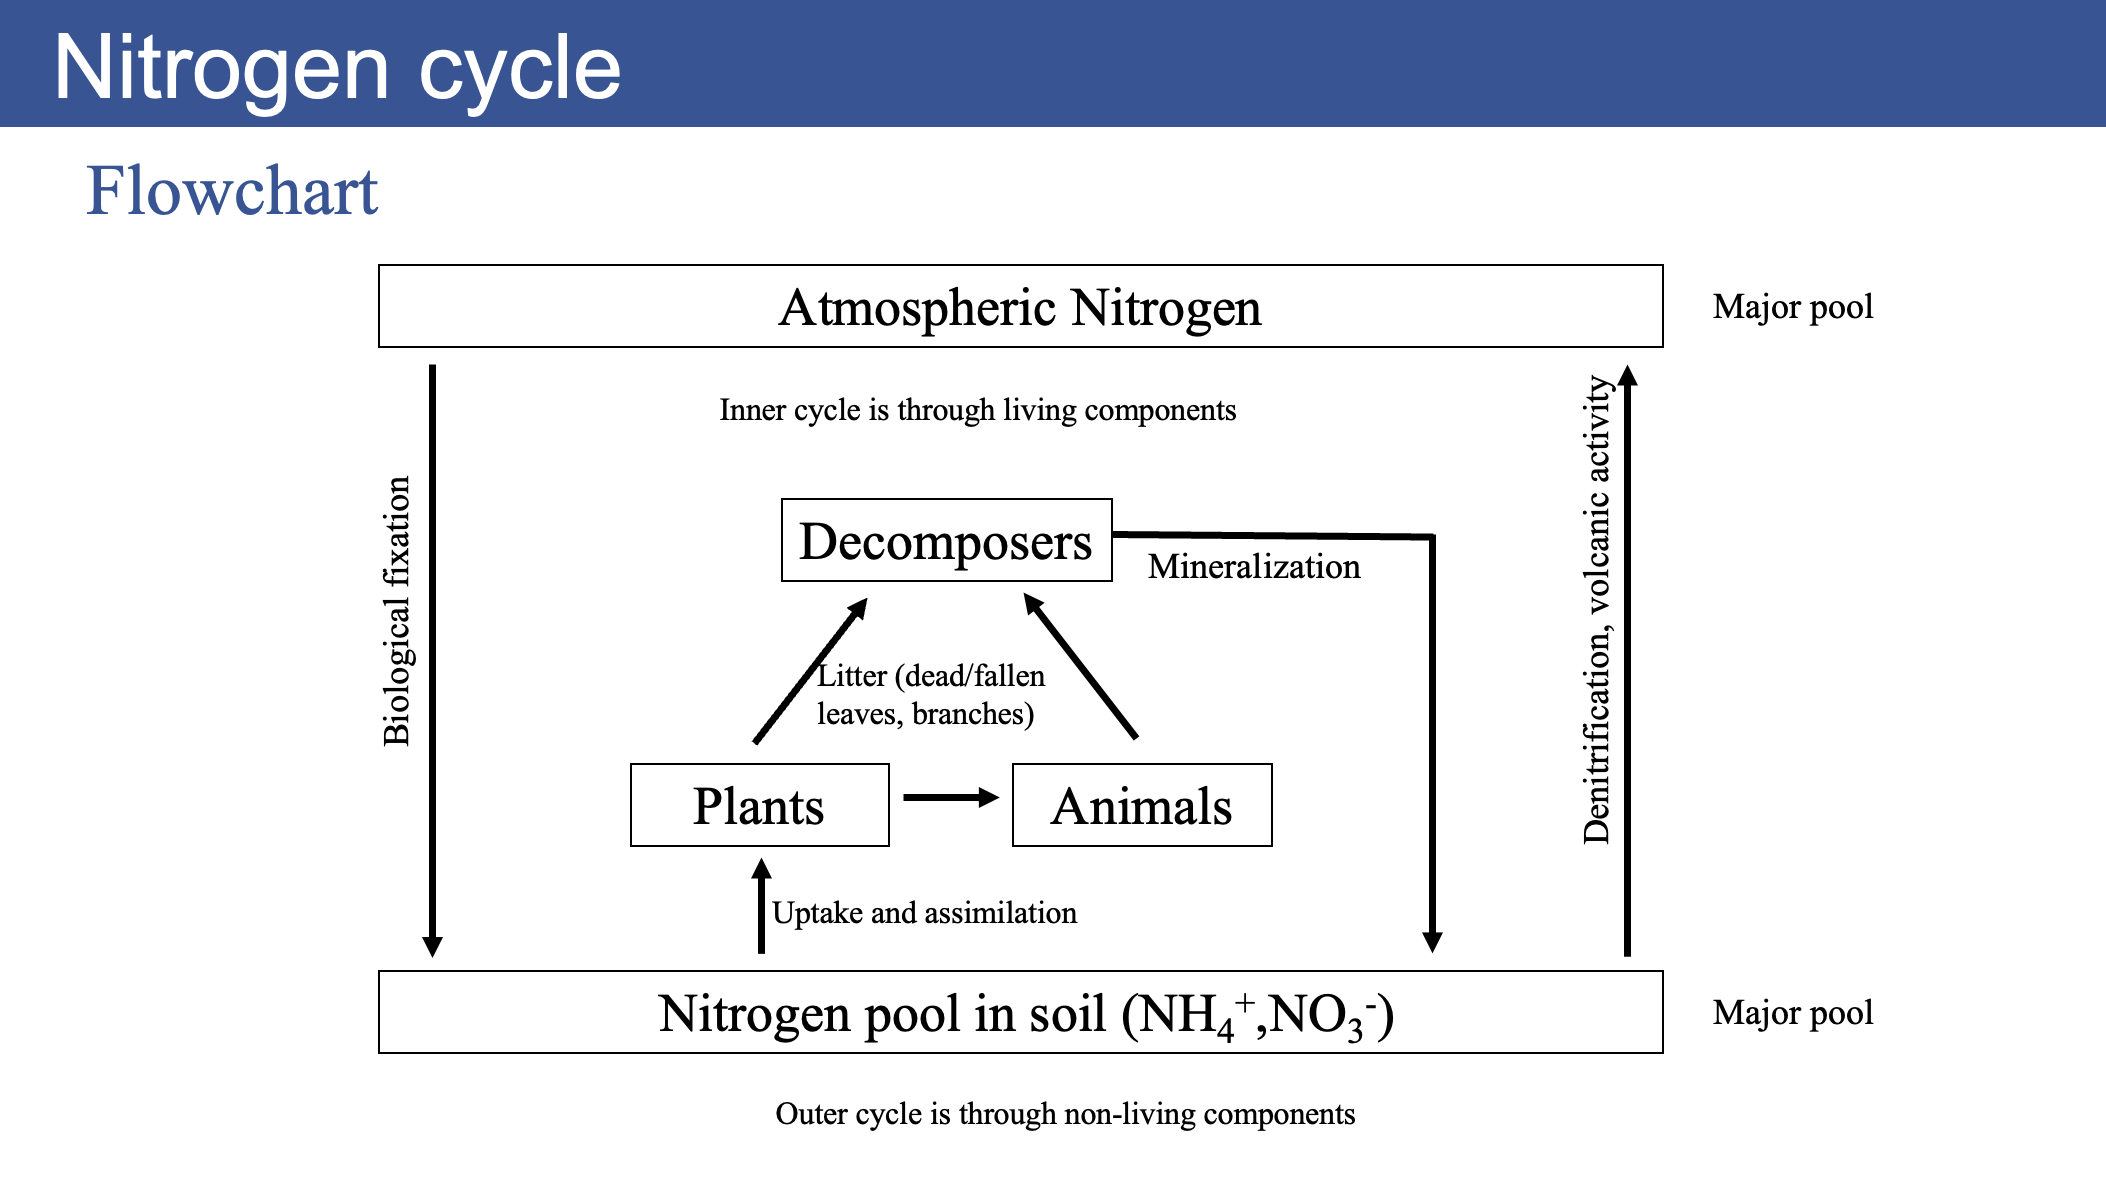 Nitrogen cycle
Flowchart
Atmospheric Nitrogen
Major pool
Inner cycle is through living components
Biological fixation
Denitrification, volcanic activity
Decomposers
Mineralization
Litter (dead/fallen
leaves, branches)
Plants
Animals
Uptake and assimilation
Nitrogen pool in soil (NH₄⁺,NO₃⁻)
Major pool
Outer cycle is through non-living components